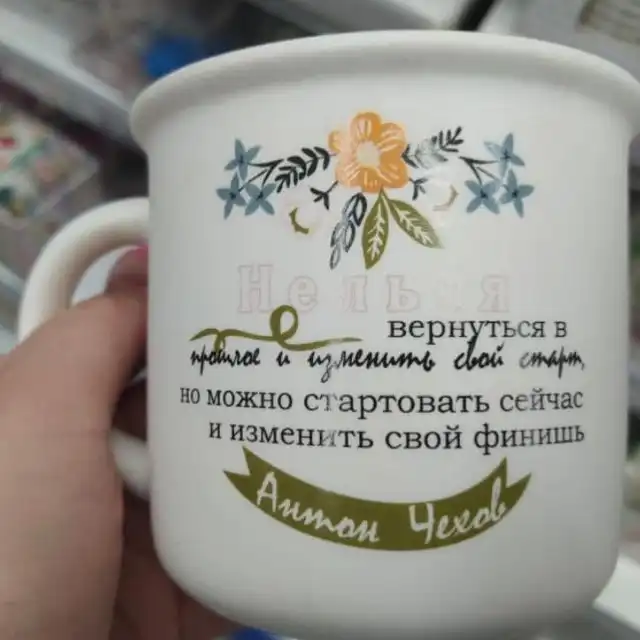 Нельзя
вернуться в
прошлое и изменить свой старт,
но можно стартовать сейчас
и изменить свой финишь
Антон Чехов